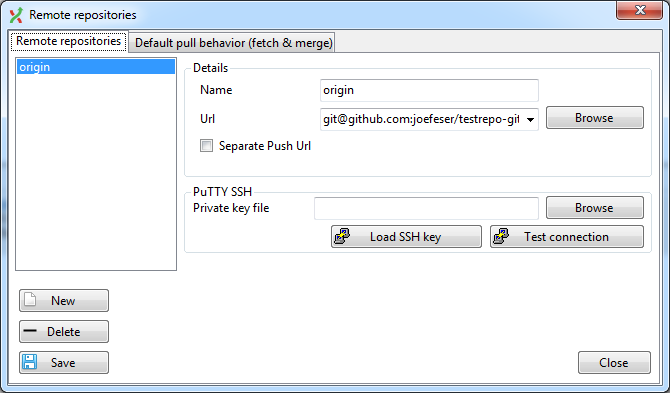 Remote repositories
Remote repositories
Default pull behavior (fetch & merge)
origin
Details
Name
origin
Url
git@github.com:joefeser/testrepo-git
Browse
Separate Push Url
PuTTY SSH
Private key file
Browse
Load SSH key
Test connection
New
Delete
Save
Close